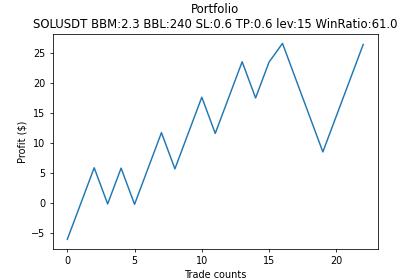 Portfolio
SOLUSDT BBM:2.3 BBL:240 SL:0.6 TP:0.6 lev:15 WinRatio:61.0
Profit ($)
25
20
15
10
5
0
−5
0 5 10 15 20
Trade counts